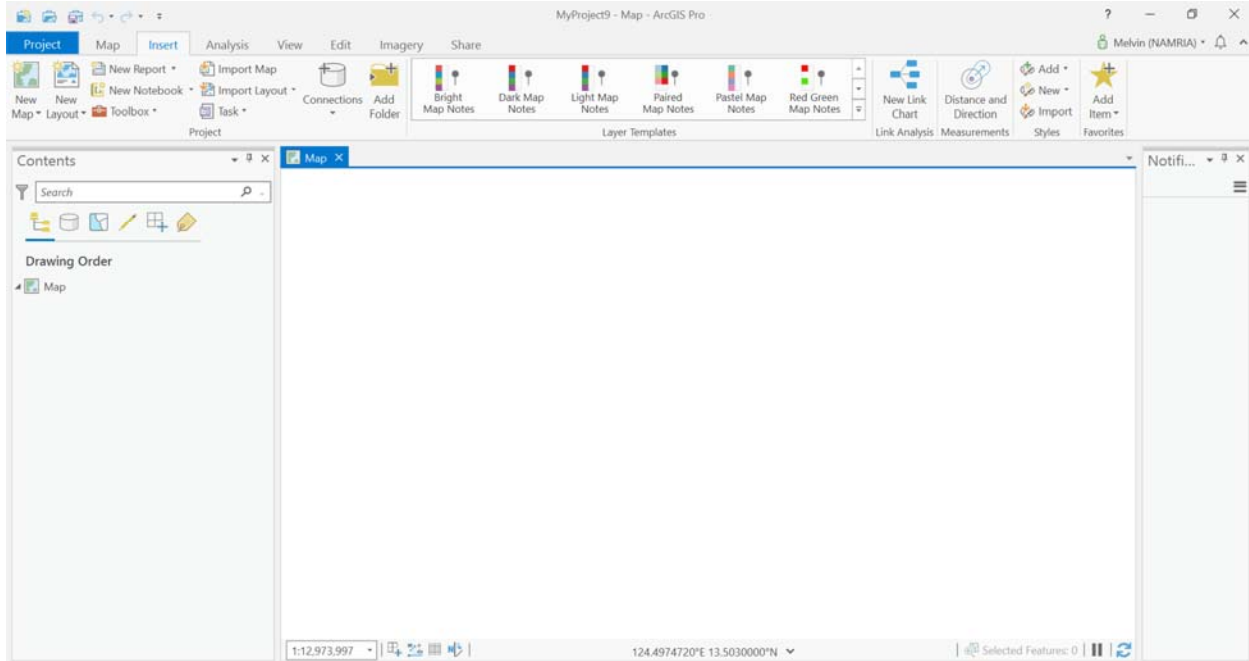 MyProject9 - Map - ArcGIS Pro
?
Project Map Insert Analysis View Edit Imagery Share
Melvin (NAMRIA)
New Map
New Layout
New Report
New Notebook
Toolbox
Import Map
Import Layout
Task
Connections
Add Folder
Bright Map Notes
Dark Map Notes
Light Map Notes
Paired Map Notes
Pastel Map Notes
Red Green Map Notes
New Link Chart
Distance and Direction
Add
New
Import
Add Item
Project
Layer Templates
Link Analysis
Measurements
Styles
Favorites
Contents
Search
Drawing Order
Map
Map
Notifi...
1:12,973,997
124.4974720°E 13.5030000°N
Selected Features: 0